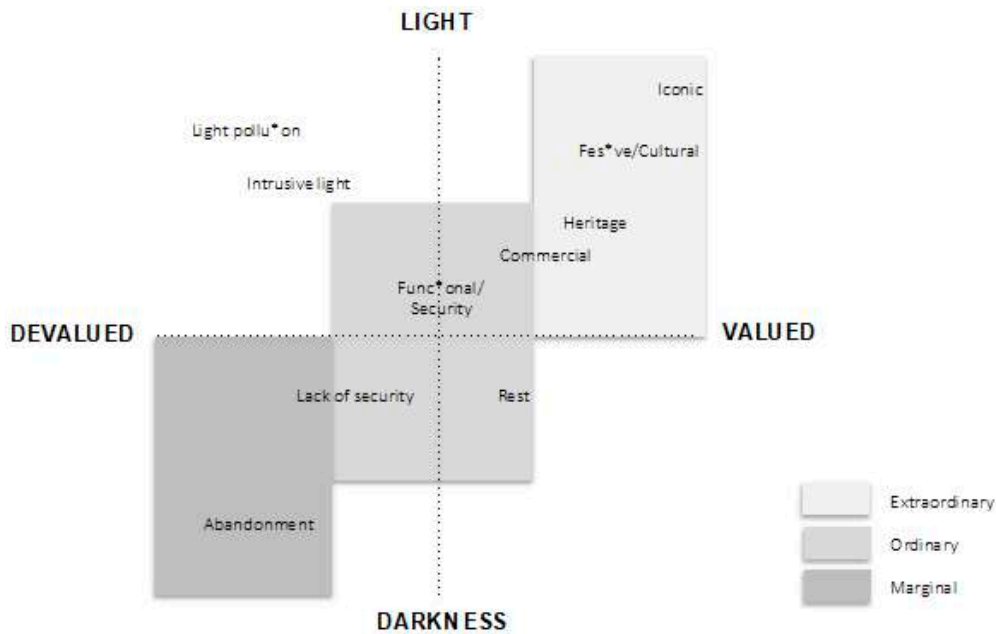 LIGHT
Iconic
Light pollu*on
Fes*ve/Cultural
Intrusive light
Heritage
Commercial
Func*onal/
Security
DEVALUED
VALUED
Lack of security
Rest
Extraordinary
Abandonment
Ordinary
Marginal
DARKNESS